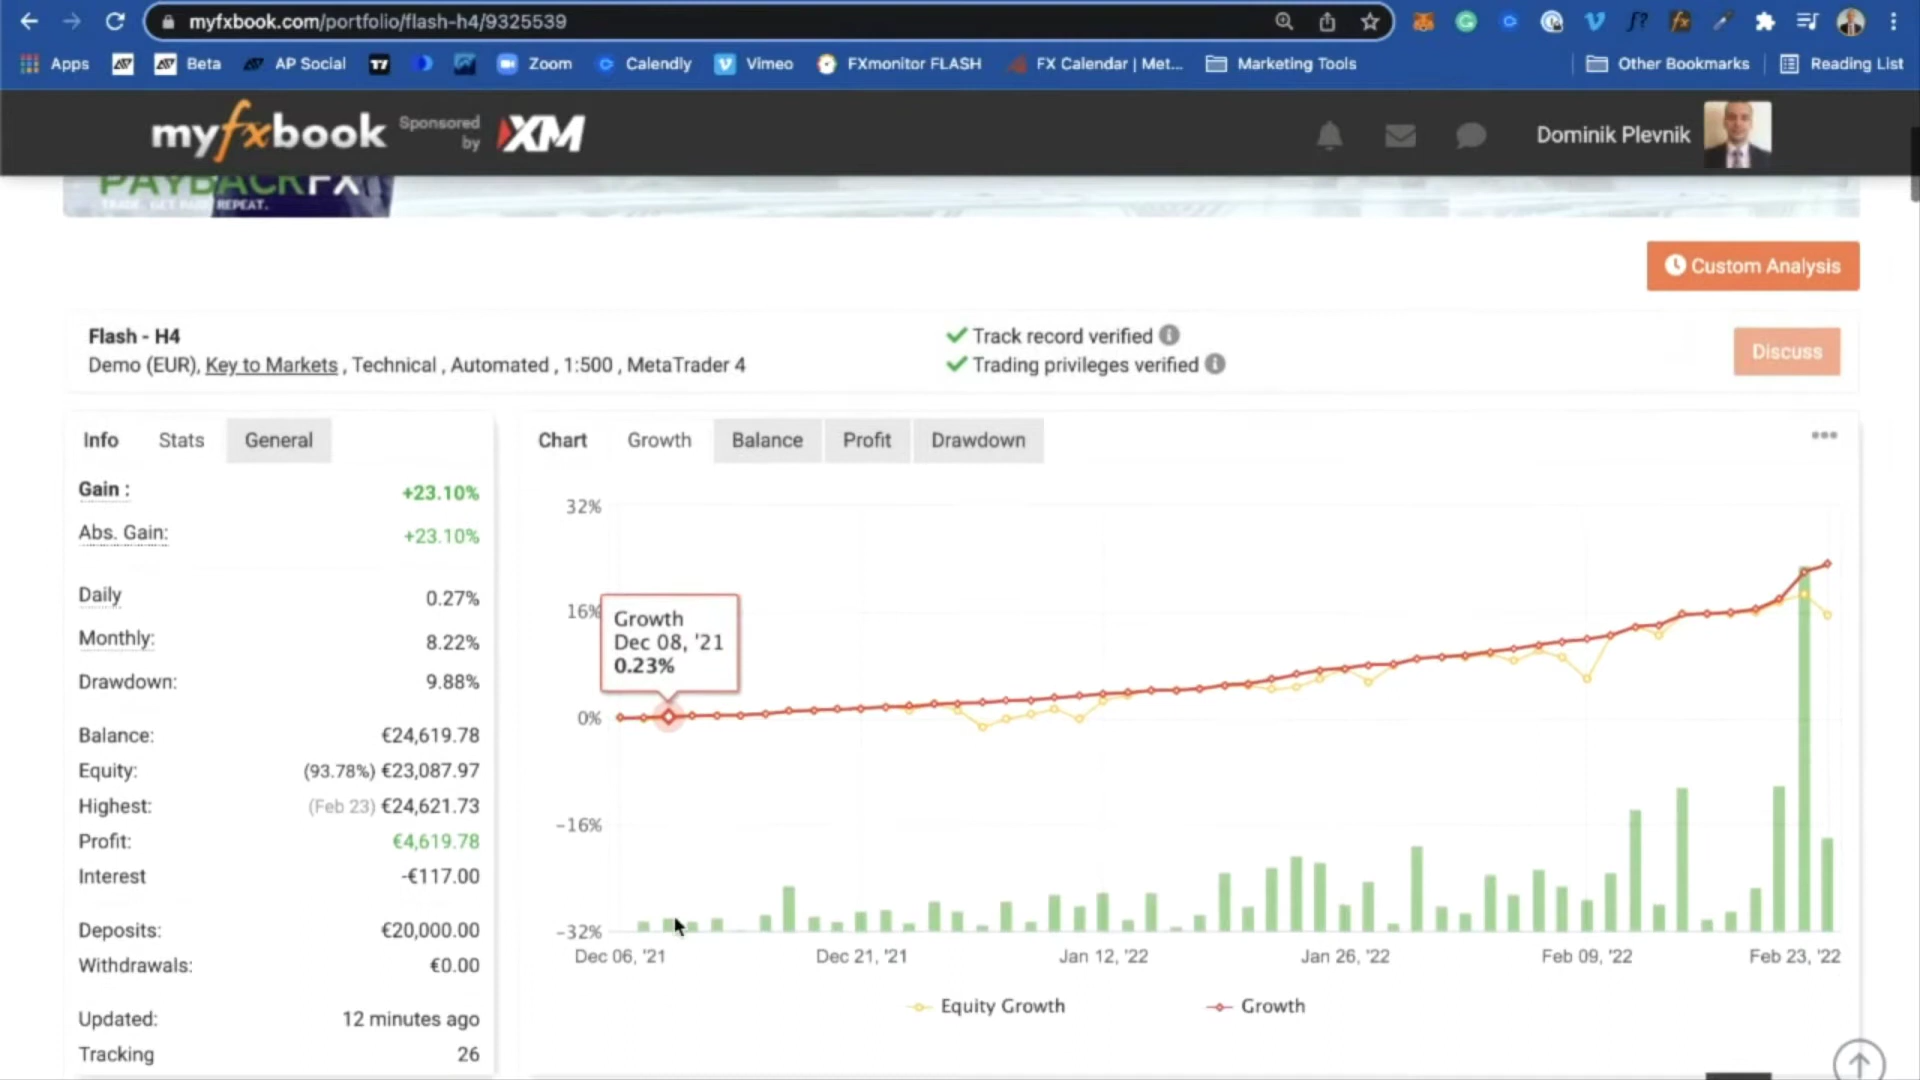 myfxbook.com/portfolio/flash-h4/9325539
Apps
Beta
AP Social
Zoom
Calendly
Vimeo
FXmonitor FLASH
FX Calendar | Met...
Marketing Tools
Other Bookmarks
Reading List
myfxbook
Sponsored by
XM
Dominik Plevnik
PAYBACKFX
TRADE. GET PAID. REPEAT.
Custom Analysis
Flash - H4
Demo (EUR), Key to Markets , Technical , Automated , 1:500 , MetaTrader 4
Track record verified
Trading privileges verified
Discuss
Info Stats General
Gain : +23.10%
Abs. Gain: +23.10%
Daily 0.27%
Monthly: 8.22%
Drawdown: 9.88%
Balance: €24,619.78
Equity: (93.78%) €23,087.97
Highest: (Feb 23) €24,621.73
Profit: €4,619.78
Interest -€117.00
Deposits: €20,000.00
Withdrawals: €0.00
Updated: 12 minutes ago
Tracking 26
Chart Growth Balance Profit Drawdown
32%
16%
0%
-16%
-32%
Growth
Dec 08, '21
0.23%
Dec 06, '21 Dec 21, '21 Jan 12, '22 Jan 26, '22 Feb 09, '22 Feb 23, '22
Equity Growth Growth